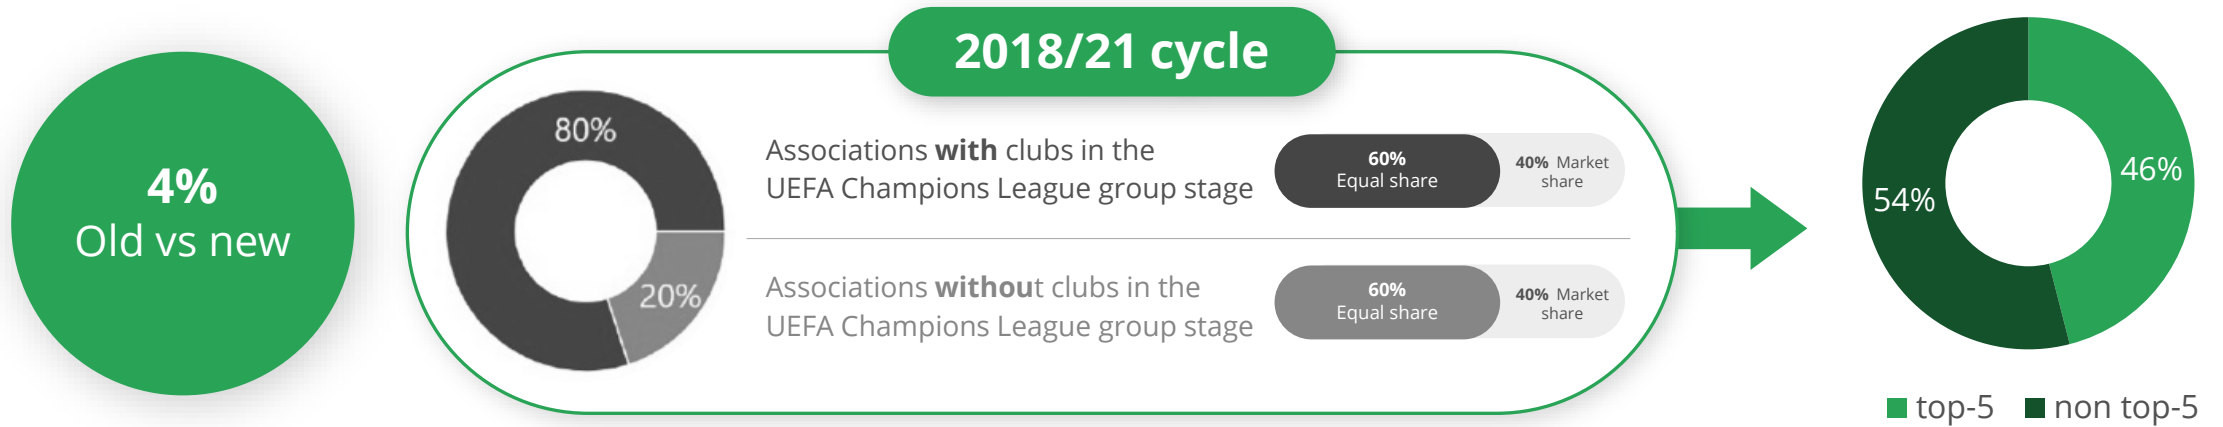 4%
Old vs new
2018/21 cycle
80%
20%
Associations with clubs in the
UEFA Champions League group stage
60%
Equal share
40% Market
share
Associations without clubs in the
UEFA Champions League group stage
60%
Equal share
40% Market
share
54%
46%
top-5
non top-5